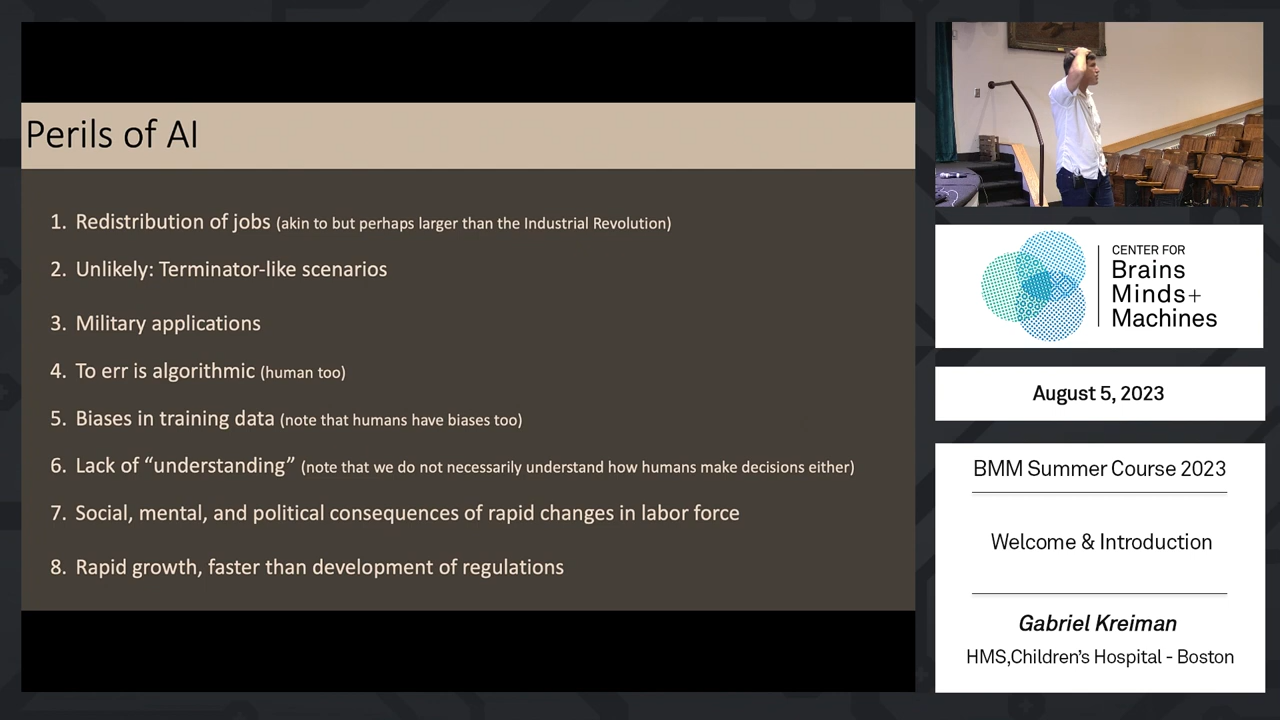 Perils of AI
1. Redistribution of jobs (akin to but perhaps larger than the Industrial Revolution)
2. Unlikely: Terminator-like scenarios
3. Military applications
4. To err is algorithmic (human too)
5. Biases in training data (note that humans have biases too)
6. Lack of “understanding” (note that we do not necessarily understand how humans make decisions either)
7. Social, mental, and political consequences of rapid changes in labor force
8. Rapid growth, faster than development of regulations
CENTER FOR
Brains
Minds+
Machines
August 5, 2023
BMM Summer Course 2023
Welcome & Introduction
Gabriel Kreiman
HMS,Children’s Hospital - Boston